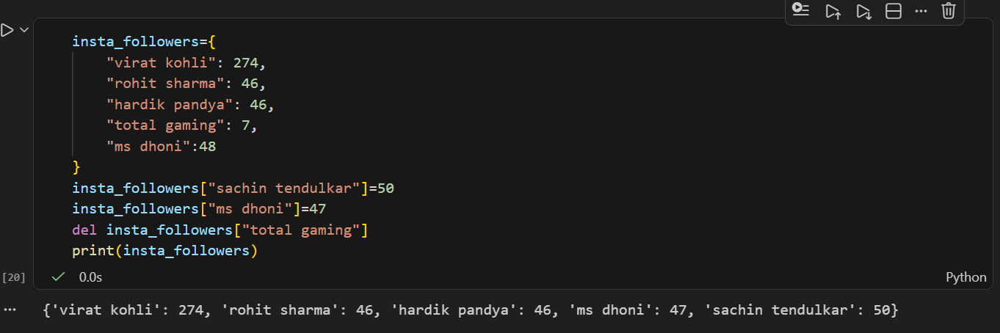 insta_followers={
    "virat kohli": 274,
    "rohit sharma": 46,
    "hardik pandya": 46,
    "total gaming": 7,
    "ms dhoni":48
}
insta_followers["sachin tendulkar"]=50
insta_followers["ms dhoni"]=47
del insta_followers["total gaming"]
print(insta_followers)
[20] 0.0s Python
{'virat kohli': 274, 'rohit sharma': 46, 'hardik pandya': 46, 'ms dhoni': 47, 'sachin tendulkar': 50}